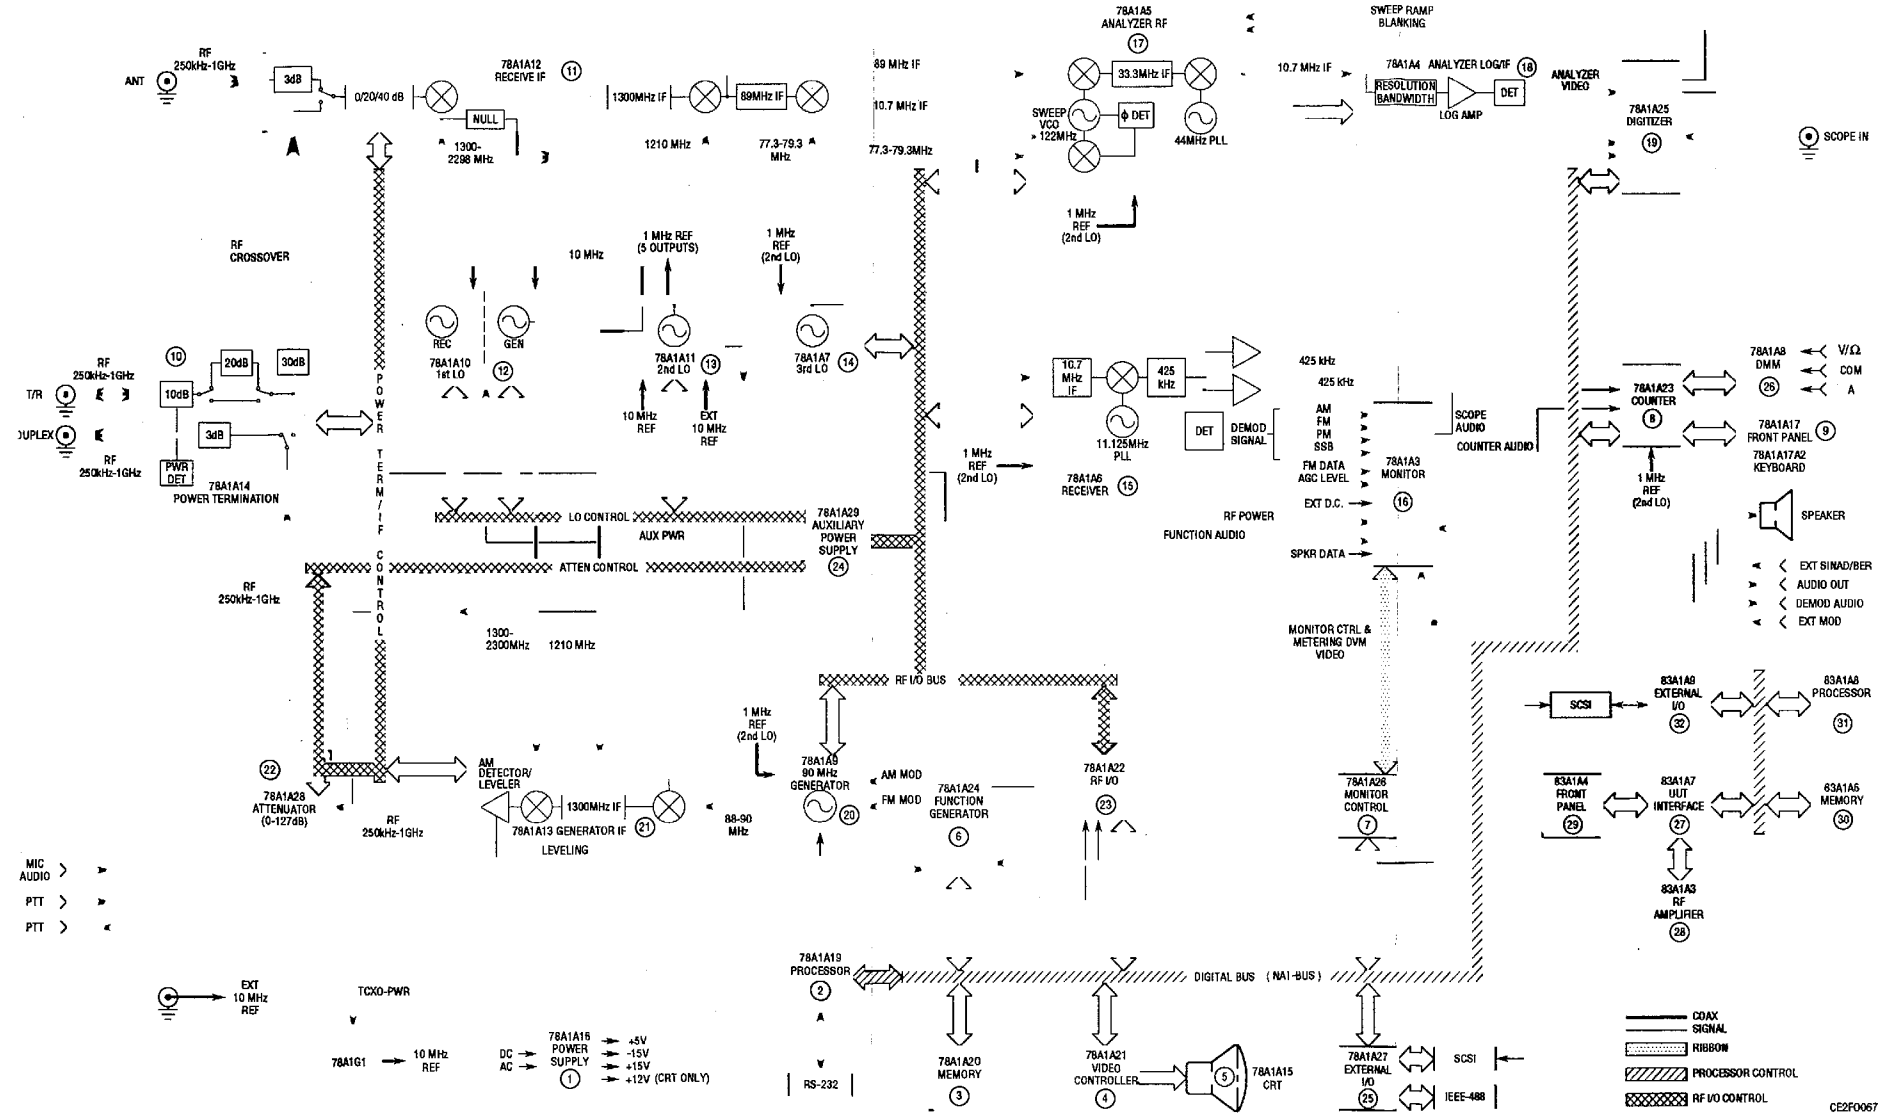 78A1A5
ANALYZER RF
17
SWEEP RAMP
BLANKING
RF
250kHz-1GHz
ANT
3dB
0/20/40 dB
78A1A12
RECEIVE IF
11
NULL
1300-
2298 MHz
1300MHz IF
1210 MHz
89MHz IF
77.3-79.3
MHz
89 MHz IF
10.7 MHz IF
77.3-79.3MHz
33.3MHz IF
SWEEP
VCO
> 122MHz
ϕ DET
44MHz PLL
1 MHz
REF
(2nd LO)
10.7 MHz IF
78A1A4 ANALYZER LOG/IF
18
RESOLUTION
BANDWIDTH
LOG AMP
DET
ANALYZER
VIDEO
78A1A25
DIGITIZER
19
SCOPE IN
RF
CROSSOVER
10 MHz
1 MHz REF
(5 OUTPUTS)
1 MHz
REF
(2nd LO)
REC
GEN
78A1A10
1st LO
12
78A1A11
2nd LO
13
78A1A7
3rd LO
14
10 MHz
REF
EXT
10 MHz
REF
10
20dB
30dB
RF
250kHz-1GHz
T/R
10dB
3dB
DUPLEX
RF
250kHz-1GHz
PWR
DET
78A1A14
POWER TERMINATION
POWER TERM/IF CONTROL
10.7
MHz
IF
425
kHz
11.125MHz
PLL
1 MHz
REF
(2nd LO)
78A1A6
RECEIVER
15
DET
DEMOD
SIGNAL
425 kHz
425 kHz
AM
FM
PM
SSB
FM DATA
AGC LEVEL
EXT D.C.
SPKR DATA
78A1A3
MONITOR
16
SCOPE
AUDIO
COUNTER AUDIO
RF POWER
FUNCTION AUDIO
78A1A23
COUNTER
8
1 MHz
REF
(2nd LO)
78A1A8
DMM
26
V/Ω
COM
A
78A1A17
FRONT PANEL
9
78A1A17A2
KEYBOARD
SPEAKER
EXT SINAD/BER
AUDIO OUT
DEMOD AUDIO
EXT MOD
LO CONTROL
AUX PWR
ATTEN CONTROL
78A1A29
AUXILIARY
POWER
SUPPLY
24
RF
250kHz-1GHz
1300-
2300MHz
1210 MHz
MONITOR CTRL &
METERING DVM
VIDEO
RF I/O BUS
22
78A1A28
ATTENUATOR
(0-127dB)
RF
250kHz-1GHz
AM
DETECTOR/
LEVELER
1300MHz IF
78A1A13 GENERATOR IF
21
LEVELING
88-90
MHz
1 MHz
REF
(2nd LO)
78A1A9
90 MHz
GENERATOR
20
AM MOD
FM MOD
78A1A24
FUNCTION
GENERATOR
6
78A1A22
RF I/O
23
78A1A26
MONITOR
CONTROL
7
SCSI
83A1A9
EXTERNAL
I/O
32
83A1A8
PROCESSOR
31
83A1A4
FRONT
PANEL
29
83A1A7
UUT
INTERFACE
27
83A1A6
MEMORY
30
83A1A3
RF
AMPLIFIER
28
MIC
AUDIO
PTT
PTT
EXT
10 MHz
REF
TCXO-PWR
78A1G1
10 MHz
REF
DC
AC
78A1A16
POWER
SUPPLY
1
+5V
-15V
+15V
+12V (CRT ONLY)
78A1A19
PROCESSOR
2
RS-232
DIGITAL BUS (NAI-BUS)
78A1A20
MEMORY
3
78A1A21
VIDEO
CONTROLLER
4
5
78A1A15
CRT
78A1A27
EXTERNAL
I/O
25
SCSI
IEEE-488
COAX
SIGNAL
RIBBON
PROCESSOR CONTROL
RF I/O CONTROL
CE2F0067